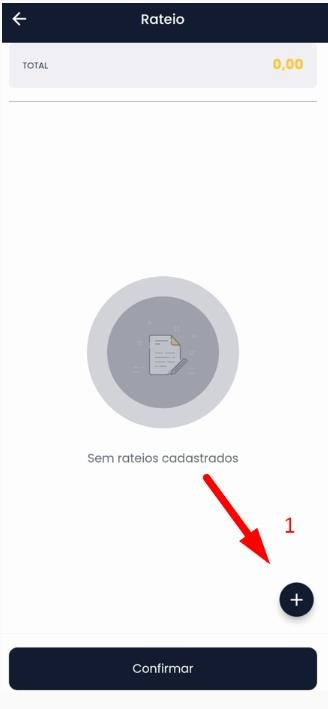 Rateio
TOTAL 0,00
Sem rateios cadastrados
1
+
Confirmar